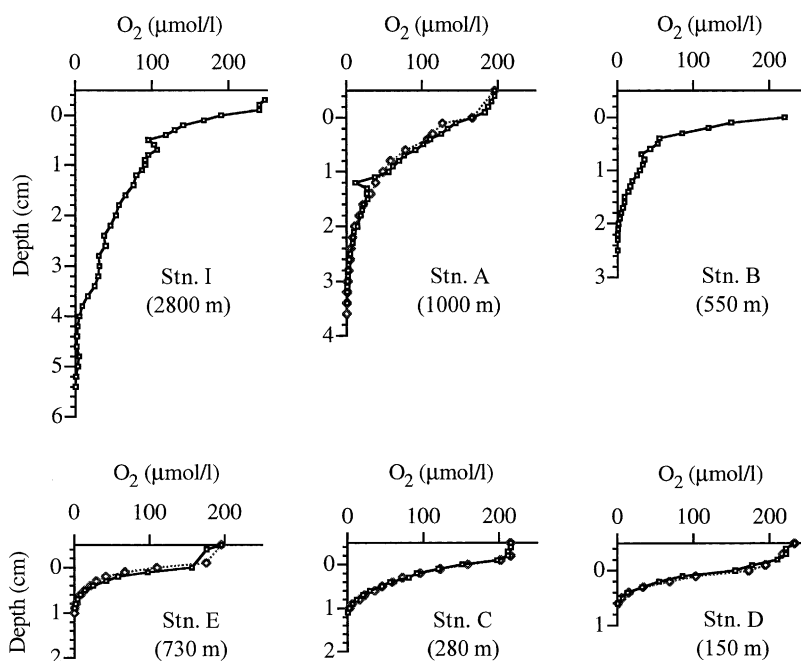 O₂ (μmol/l) O₂ (μmol/l) O₂ (μmol/l)
0 100 200 0 100 200 0 100 200
Depth (cm)
0
1
2
3
4
5
6
Stn. I
(2800 m)
0
1
2
3
4
Stn. A
(1000 m)
0
1
2
3
Stn. B
(550 m)
O₂ (μmol/l) O₂ (μmol/l) O₂ (μmol/l)
0 100 200 0 100 200 0 100 200
Depth (cm)
0
1
2
Stn. E
(730 m)
0
1
2
Stn. C
(280 m)
0
1
Stn. D
(150 m)